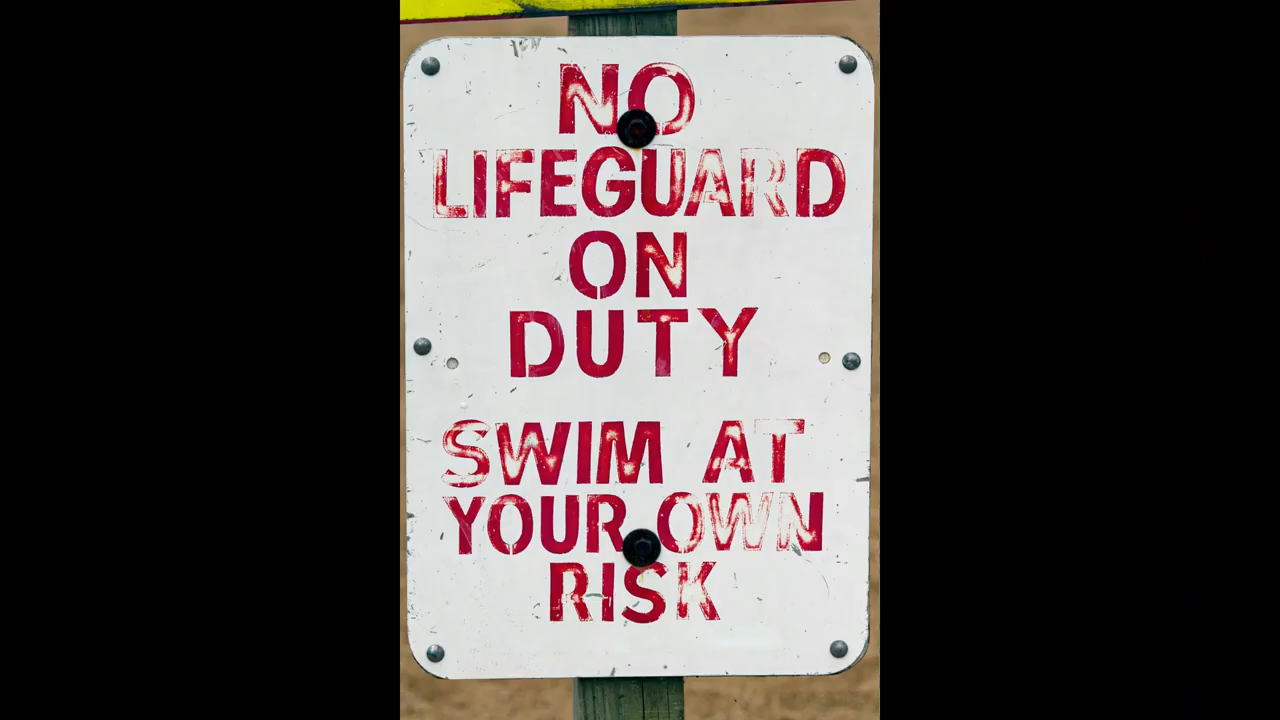 NO
LIFEGUARD
ON
DUTY
SWIM AT
YOUR OWN
RISK